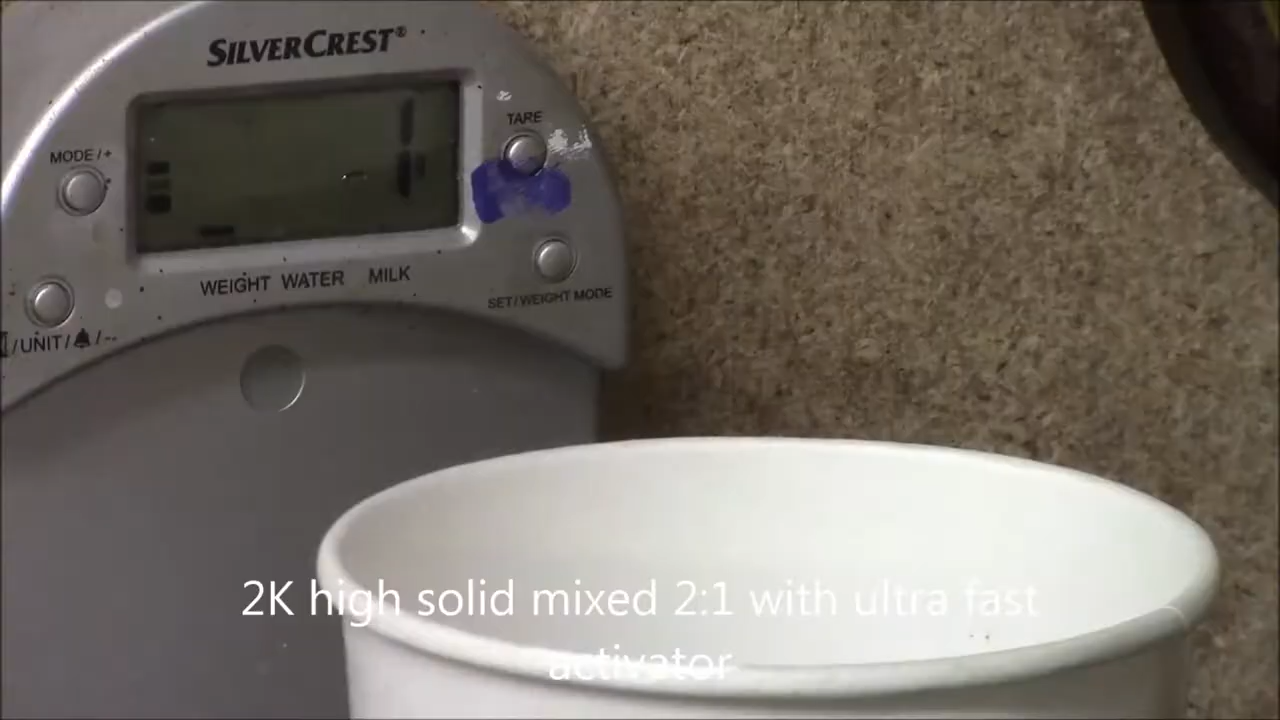 SILVERCREST®
TARE
MODE/+
WEIGHT WATER MILK
SET/WEIGHT MODE
/UNIT/ /--
2K high solid mixed 2:1 with ultra fast
activator